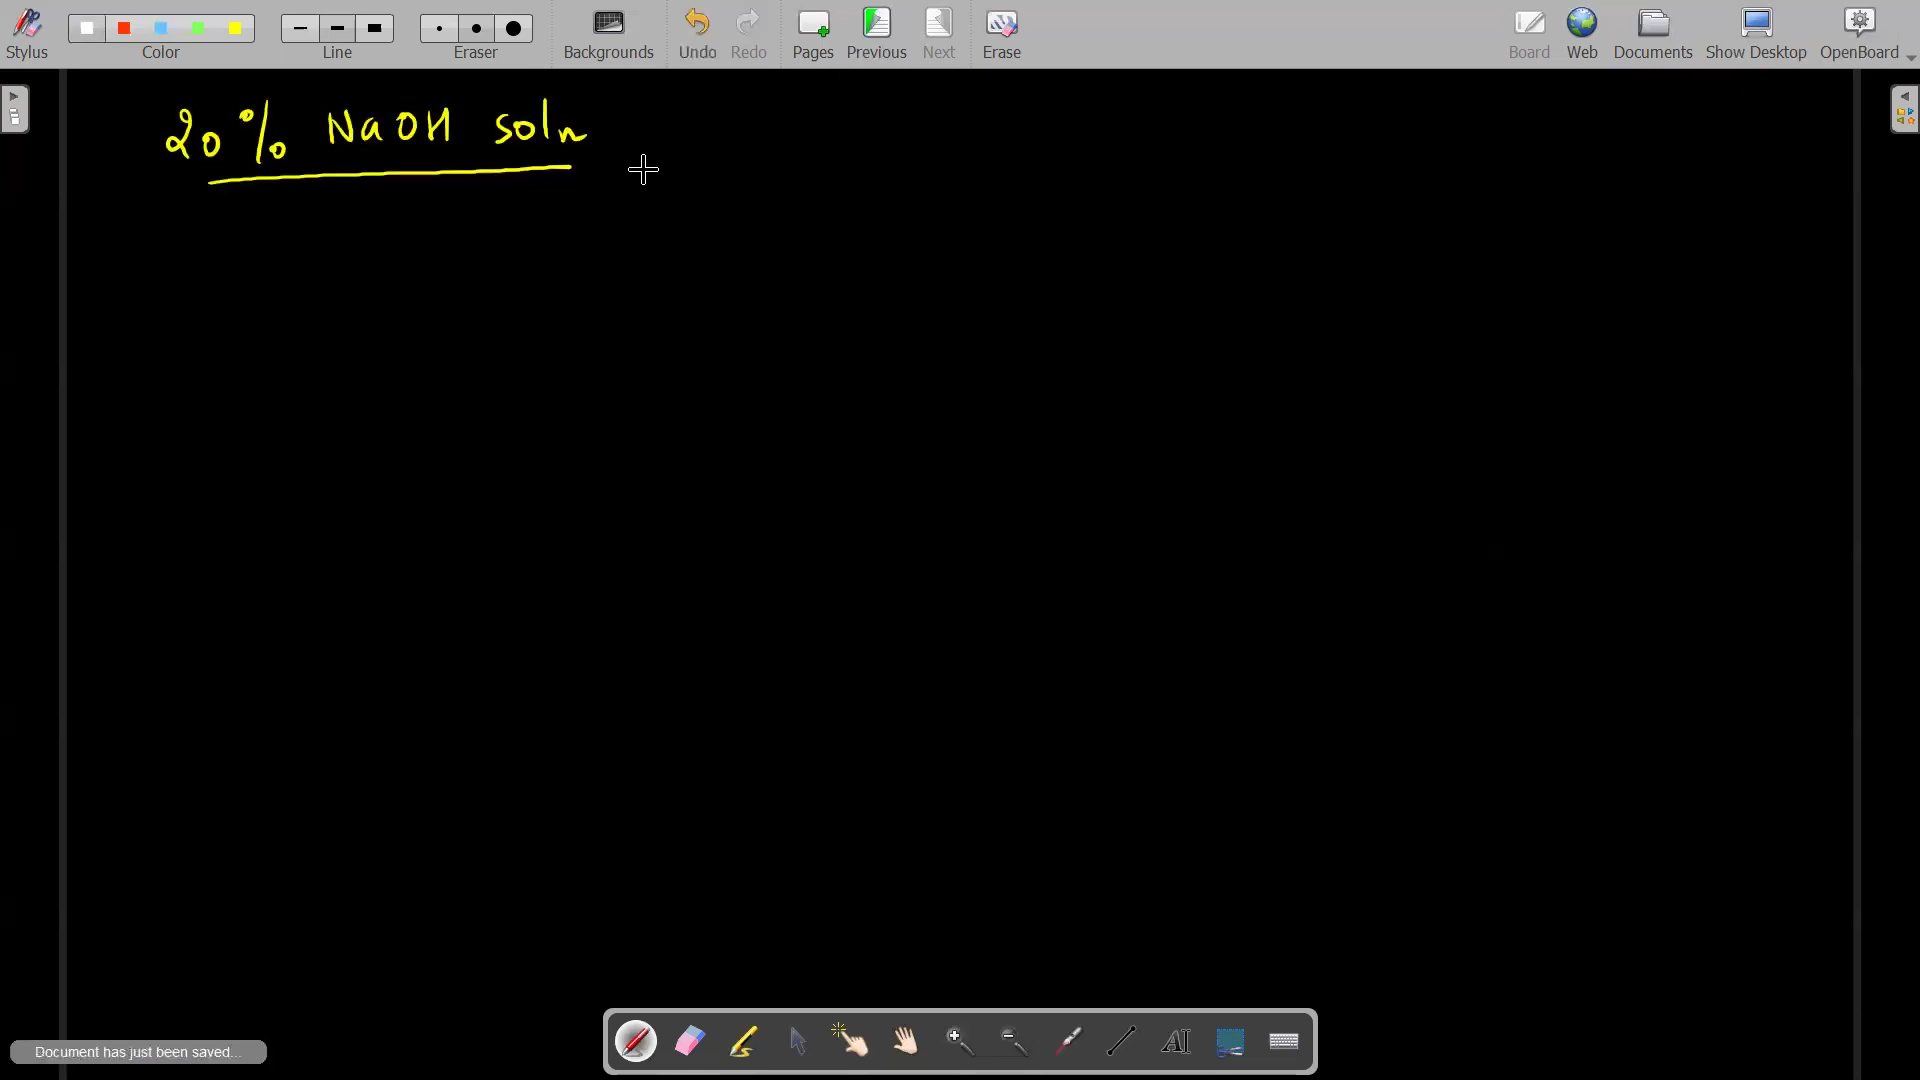 Stylus Color Line Eraser Backgrounds Undo Redo Pages Previous Next Erase Board Web Documents Show Desktop OpenBoard
20% NaOH soln
Document has just been saved...